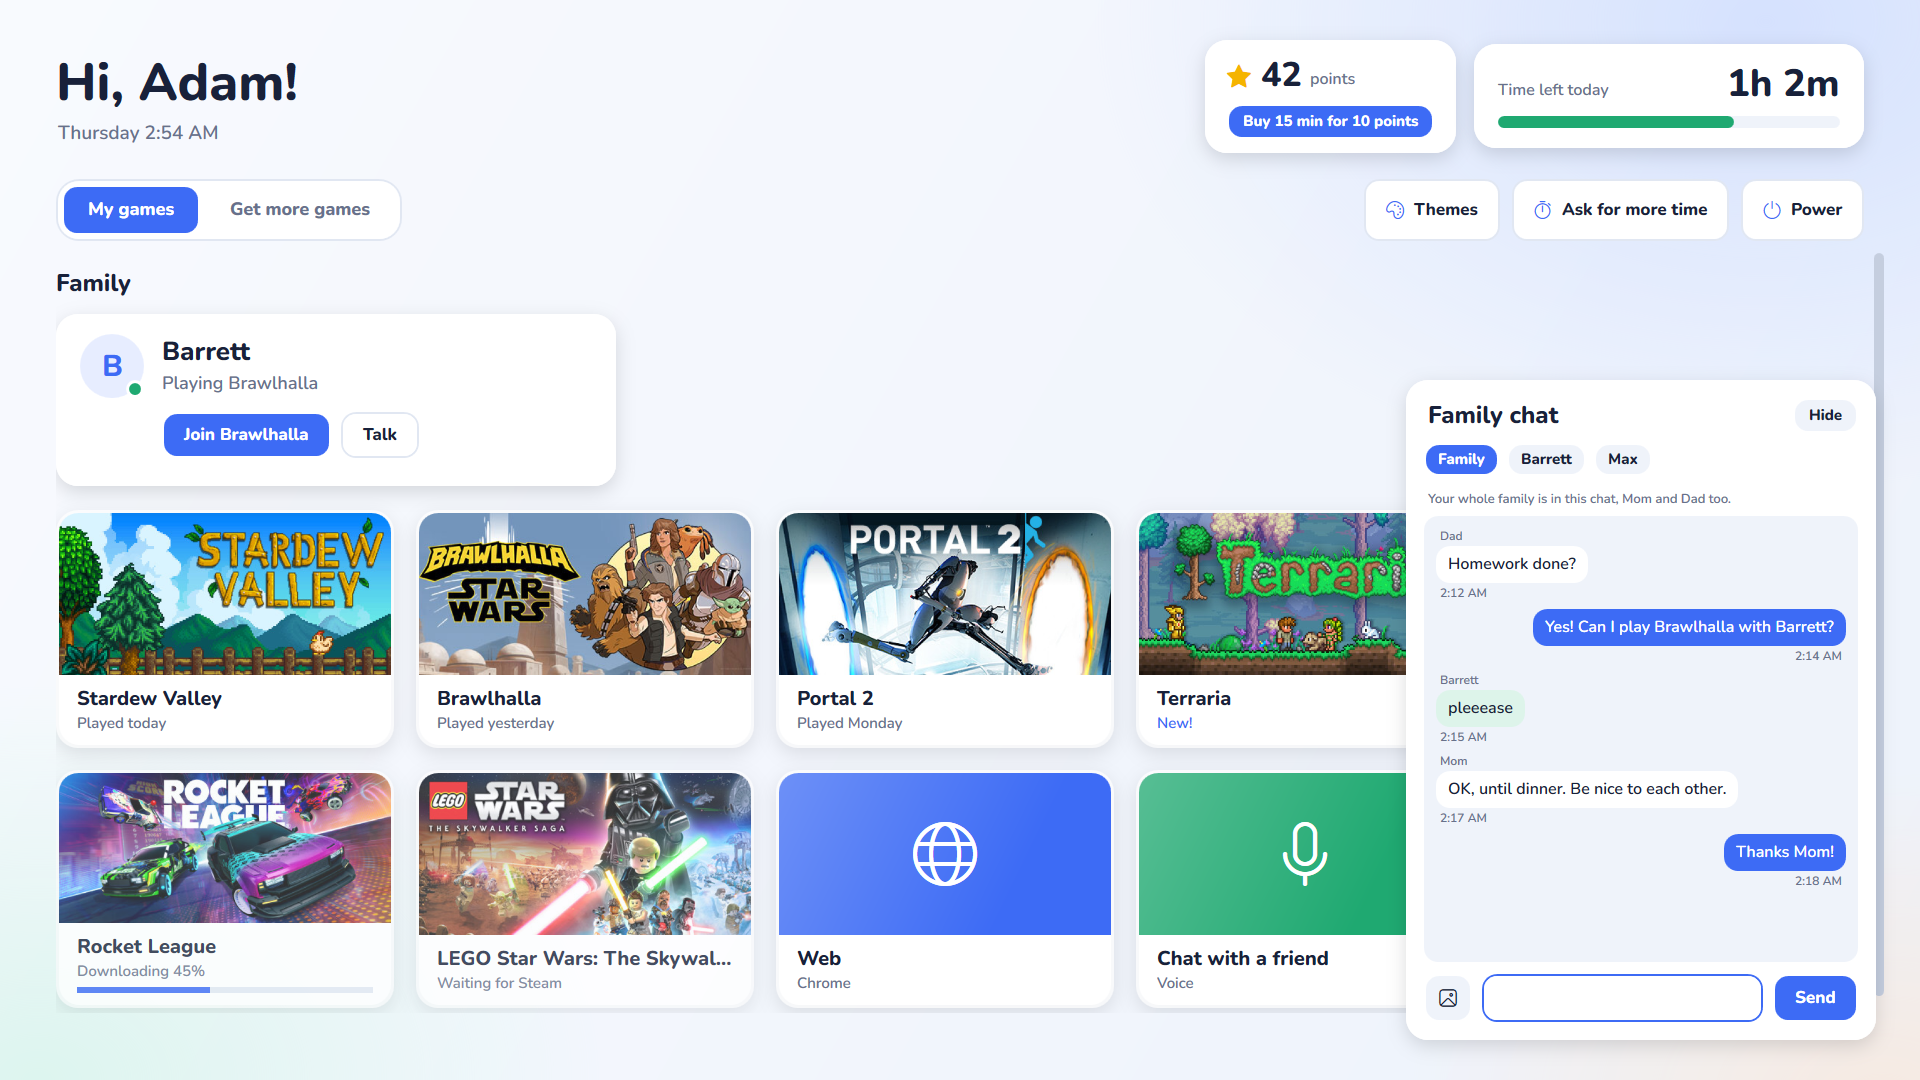 Hi, Adam!
Thursday 2:54 AM
42 points
Buy 15 min for 10 points
Time left today
1h 2m
My games
Get more games
Themes
Ask for more time
Power
Family
B
Barrett
Playing Brawlhalla
Join Brawlhalla
Talk
STARDEW
VALLEY
Stardew Valley
Played today
BRAWLHALLA
STAR
WARS
Brawlhalla
Played yesterday
PORTAL 2
Portal 2
Played Monday
Terrari
Terraria
New!
ROCKET
LEAGUE
Rocket League
Downloading 45%
LEGO
STAR
WARS
THE SKYWALKER SAGA
LEGO Star Wars: The Skywal...
Waiting for Steam
Web
Chrome
Chat with a friend
Voice
Family chat
Hide
Family
Barrett
Max
Your whole family is in this chat, Mom and Dad too.
Dad
Homework done?
2:12 AM
Yes! Can I play Brawlhalla with Barrett?
2:14 AM
Barrett
pleeease
2:15 AM
Mom
OK, until dinner. Be nice to each other.
2:17 AM
Thanks Mom!
2:18 AM
Send